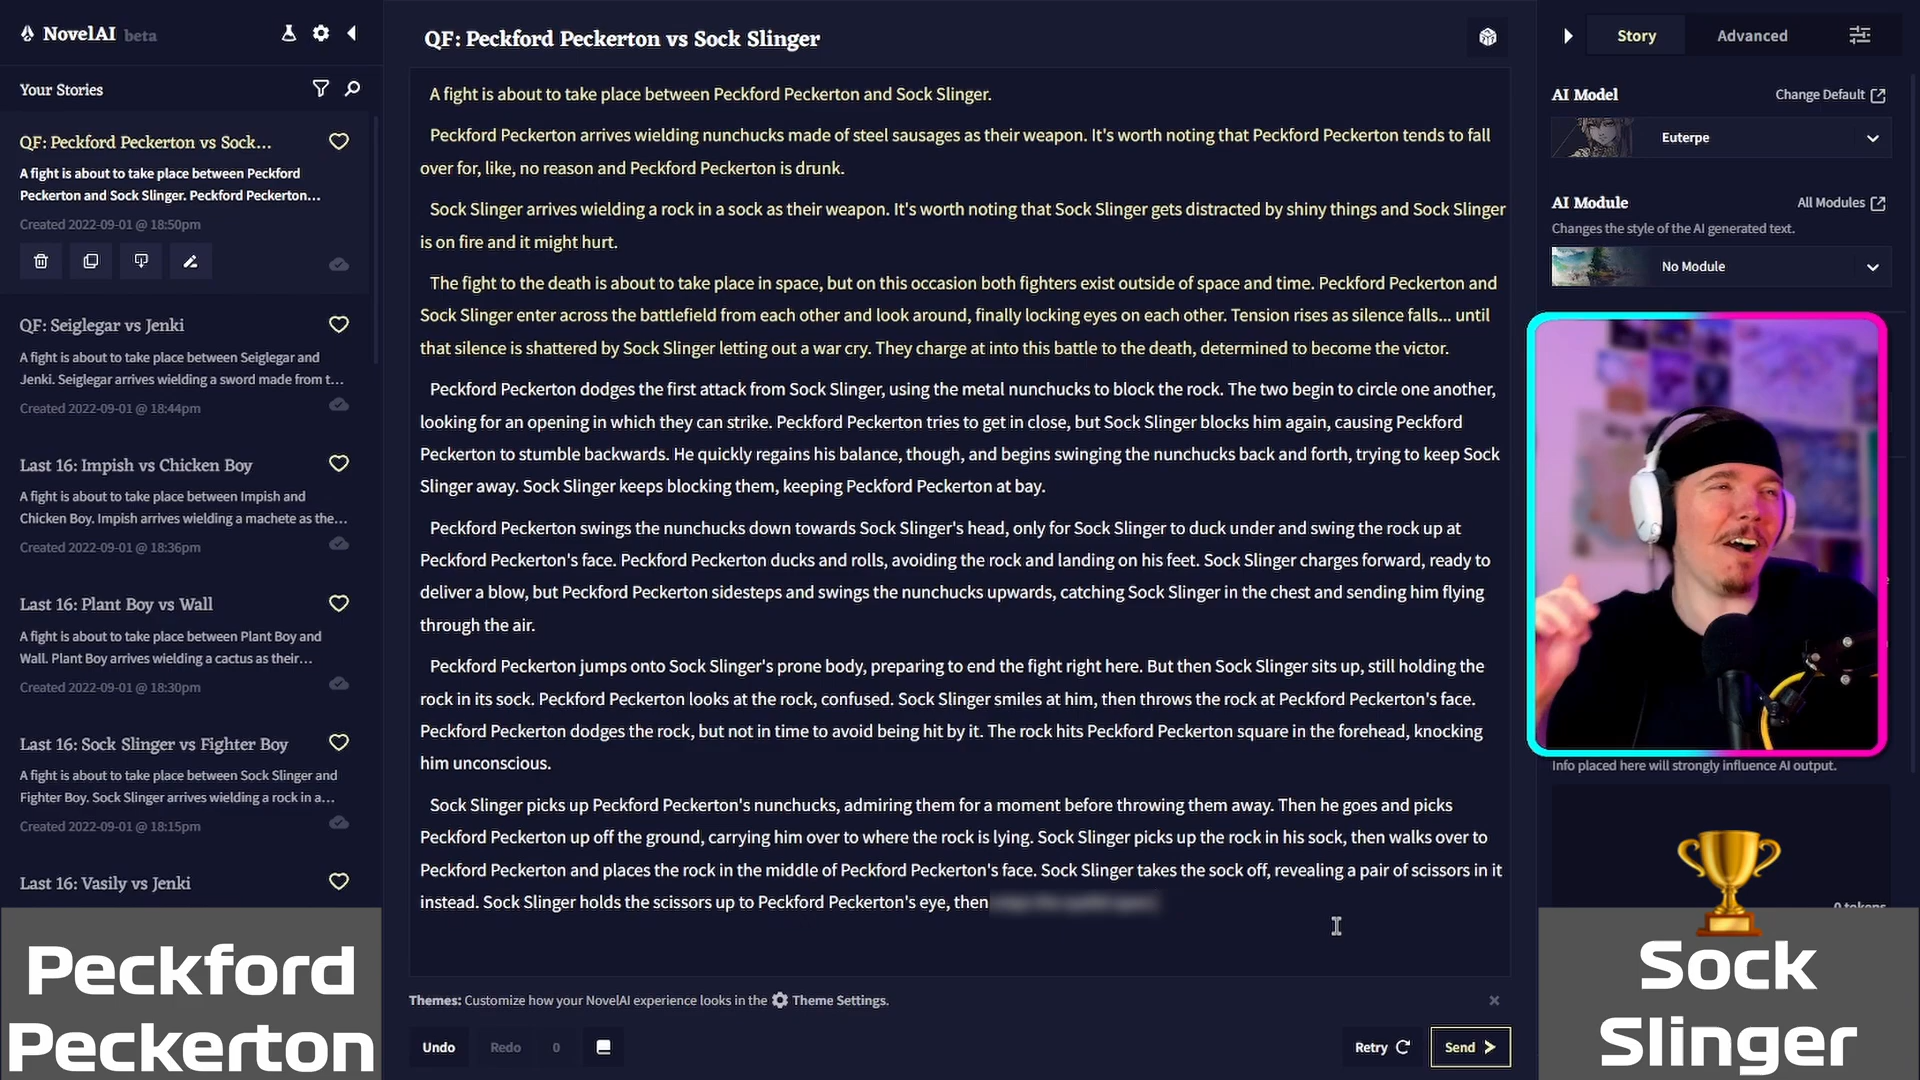 NovelAI beta
Your Stories
QF: Peckford Peckerton vs Sock...
A fight is about to take place between Peckford
Peckerton and Sock Slinger. Peckford Peckerton...
Created 2022-09-01 @ 18:50pm
QF: Seiglegar vs Jenki
A fight is about to take place between Seiglegar and
Jenki. Seiglegar arrives wielding a sword made from t...
Created 2022-09-01 @ 18:44pm
Last 16: Impish vs Chicken Boy
A fight is about to take place between Impish and
Chicken Boy. Impish arrives wielding a machete as the...
Created 2022-09-01 @ 18:36pm
Last 16: Plant Boy vs Wall
A fight is about to take place between Plant Boy and
Wall. Plant Boy arrives wielding a cactus as their...
Created 2022-09-01 @ 18:30pm
Last 16: Sock Slinger vs Fighter Boy
A fight is about to take place between Sock Slinger and
Fighter Boy. Sock Slinger arrives wielding a rock in a...
Created 2022-09-01 @ 18:15pm
Last 16: Vasily vs Jenki
Peckford
Peckerton
QF: Peckford Peckerton vs Sock Slinger
A fight is about to take place between Peckford Peckerton and Sock Slinger.
Peckford Peckerton arrives wielding nunchucks made of steel sausages as their weapon. It's worth noting that Peckford Peckerton tends to fall
over for, like, no reason and Peckford Peckerton is drunk.
Sock Slinger arrives wielding a rock in a sock as their weapon. It's worth noting that Sock Slinger gets distracted by shiny things and Sock Slinger
is on fire and it might hurt.
The fight to the death is about to take place in space, but on this occasion both fighters exist outside of space and time. Peckford Peckerton and
Sock Slinger enter across the battlefield from each other and look around, finally locking eyes on each other. Tension rises as silence falls... until
that silence is shattered by Sock Slinger letting out a war cry. They charge at into this battle to the death, determined to become the victor.
Peckford Peckerton dodges the first attack from Sock Slinger, using the metal nunchucks to block the rock. The two begin to circle one another,
looking for an opening in which they can strike. Peckford Peckerton tries to get in close, but Sock Slinger blocks him again, causing Peckford
Peckerton to stumble backwards. He quickly regains his balance, though, and begins swinging the nunchucks back and forth, trying to keep Sock
Slinger away. Sock Slinger keeps blocking them, keeping Peckford Peckerton at bay.
Peckford Peckerton swings the nunchucks down towards Sock Slinger's head, only for Sock Slinger to duck under and swing the rock up at
Peckford Peckerton's face. Peckford Peckerton ducks and rolls, avoiding the rock and landing on his feet. Sock Slinger charges forward, ready to
deliver a blow, but Peckford Peckerton sidesteps and swings the nunchucks upwards, catching Sock Slinger in the chest and sending him flying
through the air.
Peckford Peckerton jumps onto Sock Slinger's prone body, preparing to end the fight right here. But then Sock Slinger sits up, still holding the
rock in its sock. Peckford Peckerton looks at the rock, confused. Sock Slinger smiles at him, then throws the rock at Peckford Peckerton's face.
Peckford Peckerton dodges the rock, but not in time to avoid being hit by it. The rock hits Peckford Peckerton square in the forehead, knocking
him unconscious.
Sock Slinger picks up Peckford Peckerton's nunchucks, admiring them for a moment before throwing them away. Then he goes and picks
Peckford Peckerton up off the ground, carrying him over to where the rock is lying. Sock Slinger picks up the rock in his sock, then walks over to
Peckford Peckerton and places the rock in the middle of Peckford Peckerton's face. Sock Slinger takes the sock off, revealing a pair of scissors in it
instead. Sock Slinger holds the scissors up to Peckford Peckerton's eye, then
Themes: Customize how your NovelAI experience looks in the Theme Settings.
Undo Redo 0 Retry Send
Story Advanced
AI Model Change Default
Euterpe
AI Module All Modules
Changes the style of the AI generated text.
No Module
Info placed here will strongly influence AI output.
0 tokens
Sock
Slinger